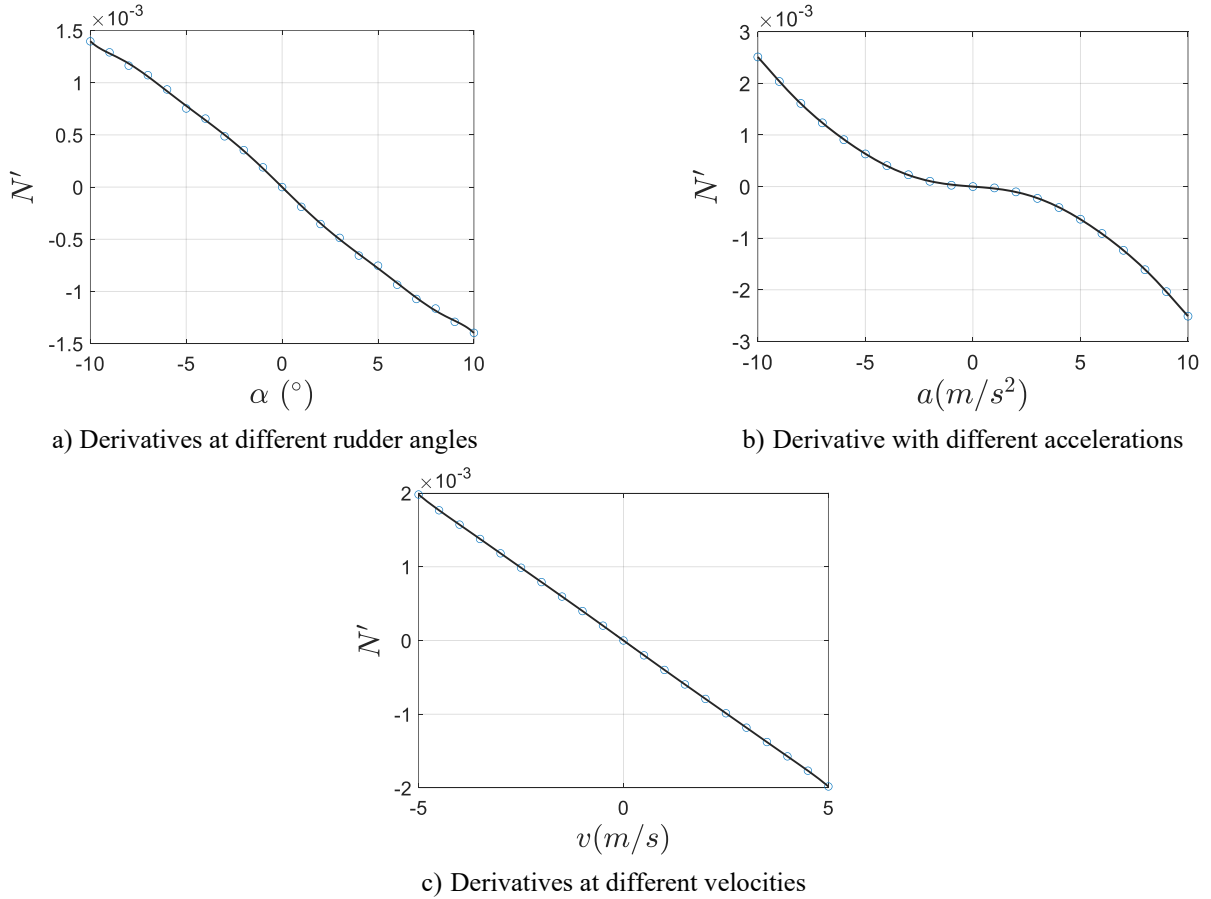 ×10⁻³
1.5
1
0.5
0
-0.5
-1
-1.5
-10 -5 0 5 10
N′
α (°)
a) Derivatives at different rudder angles
×10⁻³
3
2
1
0
-1
-2
-3
-10 -5 0 5 10
N′
a(m/s²)
b) Derivative with different accelerations
×10⁻³
2
1
0
-1
-2
-5 0 5
N′
v(m/s)
c) Derivatives at different velocities